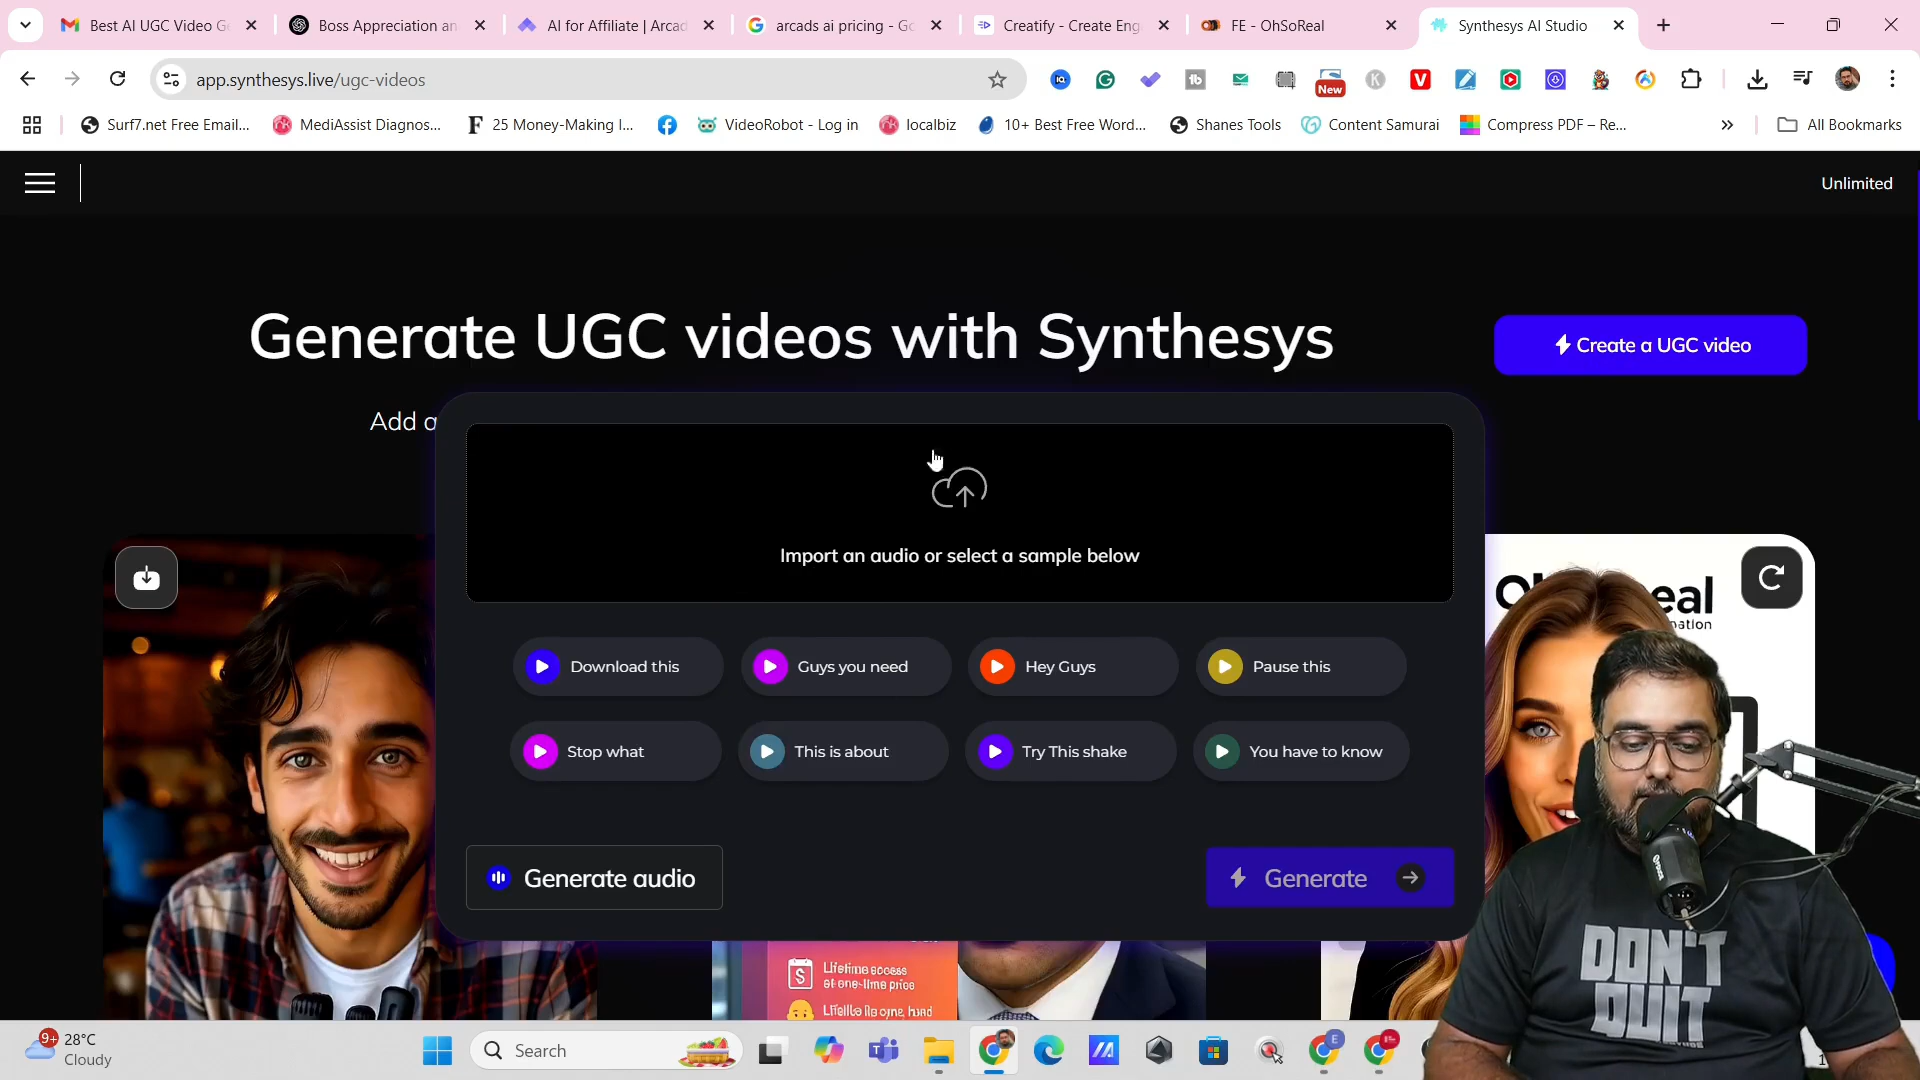 Best AI UGC Video G
Boss Appreciation an
AI for Affiliate | Arcad
arcads ai pricing - Go
Creatify - Create Eng
FE - OhSoReal
Synthesys AI Studio
app.synthesys.live/ugc-videos
New
Surf7.net Free Email...
MediAssist Diagnos...
25 Money-Making I...
VideoRobot - Log in
localbiz
10+ Best Free Word...
Shanes Tools
Content Samurai
Compress PDF – Re...
All Bookmarks
Unlimited
Generate UGC videos with Synthesys
Create a UGC video
Add a
Import an audio or select a sample below
Download this
Guys you need
Hey Guys
Pause this
Stop what
This is about
Try This shake
You have to know
Generate audio
Generate
Lifetime access
at one-time price
DON'T
QUIT
9+
28°C
Cloudy
Search